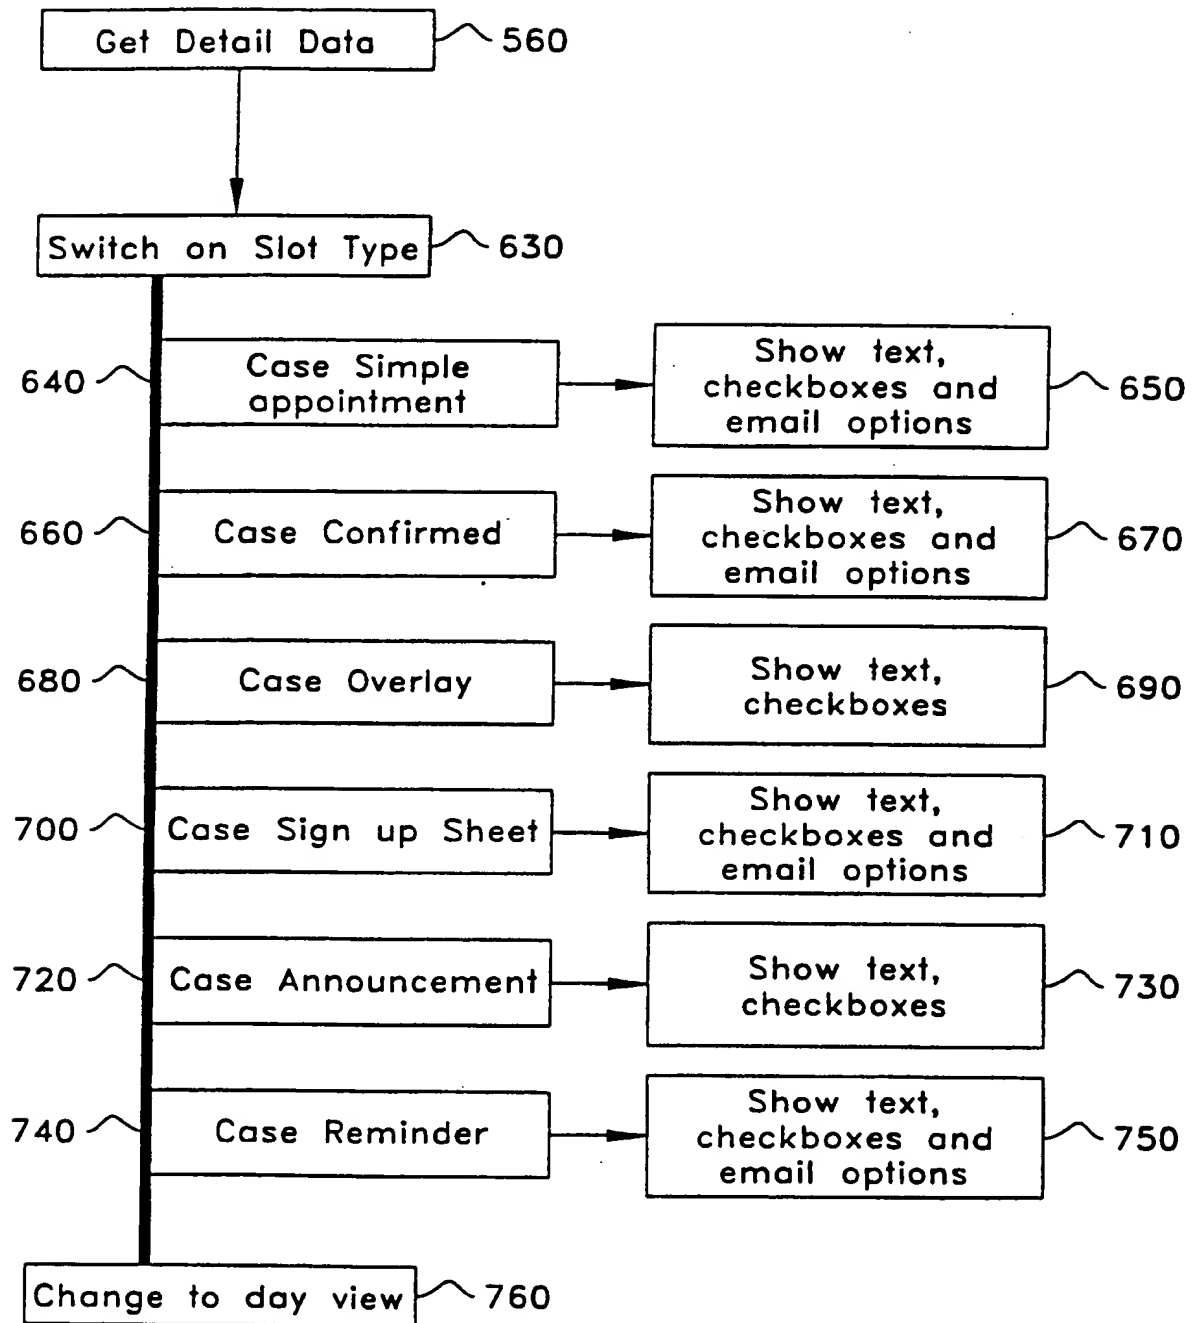 Get Detail Data
560
Switch on Slot Type
630
640
Case Simple
appointment
Show text,
checkboxes and
email options
650
660
Case Confirmed
Show text,
checkboxes and
email options
670
680
Case Overlay
Show text,
checkboxes
690
700
Case Sign up Sheet
Show text,
checkboxes and
email options
710
720
Case Announcement
Show text,
checkboxes
730
740
Case Reminder
Show text,
checkboxes and
email options
750
Change to day view
760